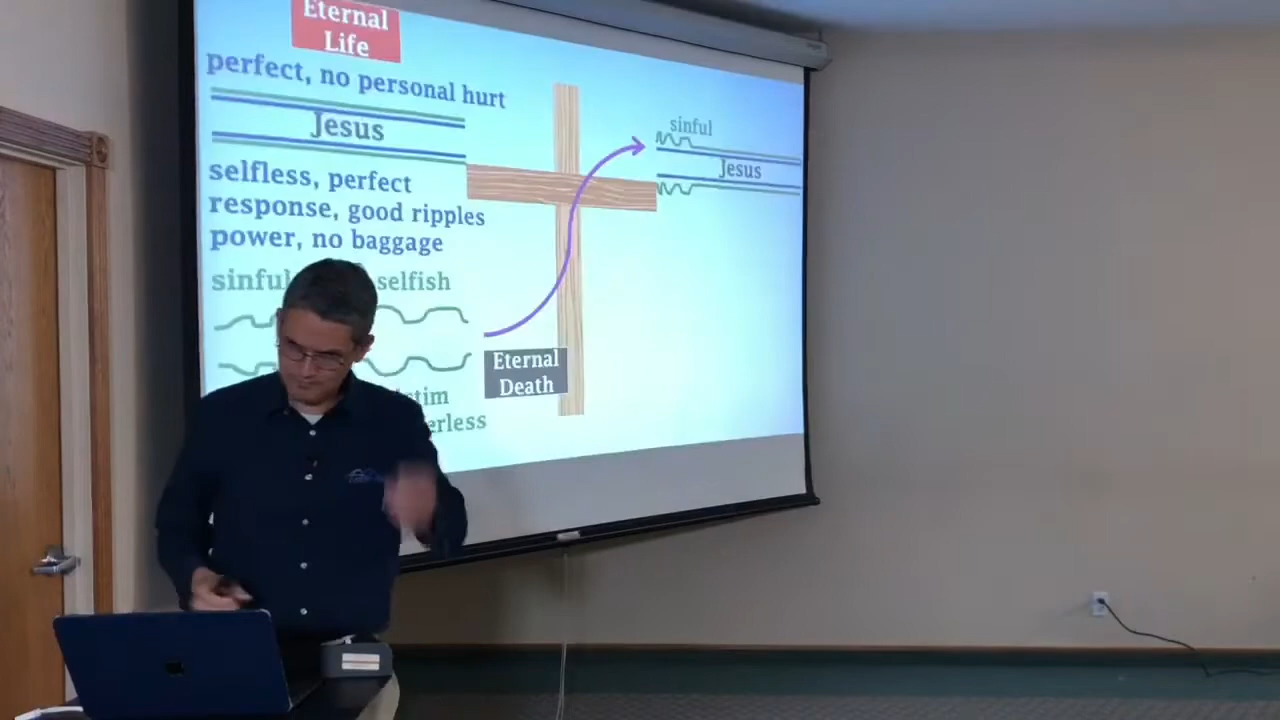 Eternal
Life
perfect, no personal hurt
Jesus
selfless, perfect
response, good ripples
power, no baggage
sinful selfish
Eternal
Death
sinful
Jesus